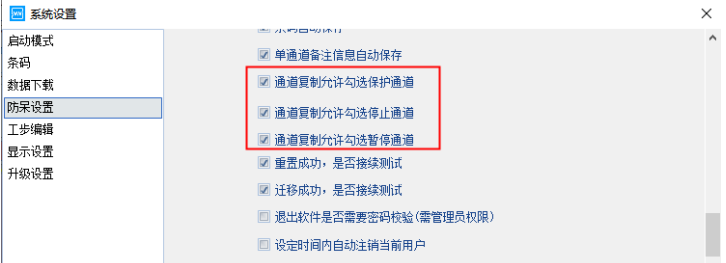 系统设置
启动模式
条码
数据下载
防呆设置
工步编辑
显示设置
升级设置
条码自动保存
单通道备注信息自动保存
通道复制允许勾选保护通道
通道复制允许勾选停止通道
通道复制允许勾选暂停通道
重置成功，是否接续测试
迁移成功，是否接续测试
退出软件是否需要密码校验(需管理员权限)
设定时间内自动注销当前用户